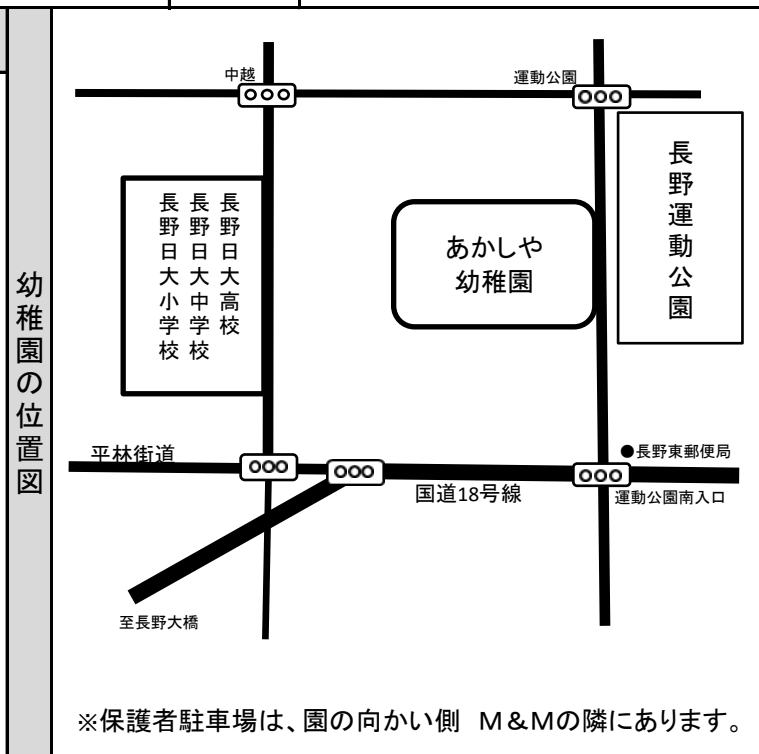 幼稚園の位置図
中越
運動公園
長野日大高校
長野日大中学校
長野日大小学校
あかしや
幼稚園
長野運動公園
平林街道
●長野東郵便局
国道18号線
運動公園南入口
至長野大橋
※保護者駐車場は、園の向かい側 M&Mの隣にあります。